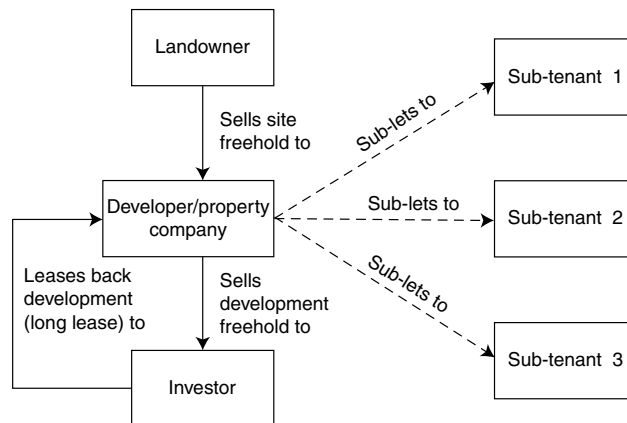 Landowner
Sub-tenant 1
Sells site
freehold to
Sub-lets to
Developer/property
company
Sub-lets to
Sub-tenant 2
Leases back
development
(long lease) to
Sells
development
freehold to
Sub-lets to
Investor
Sub-tenant 3